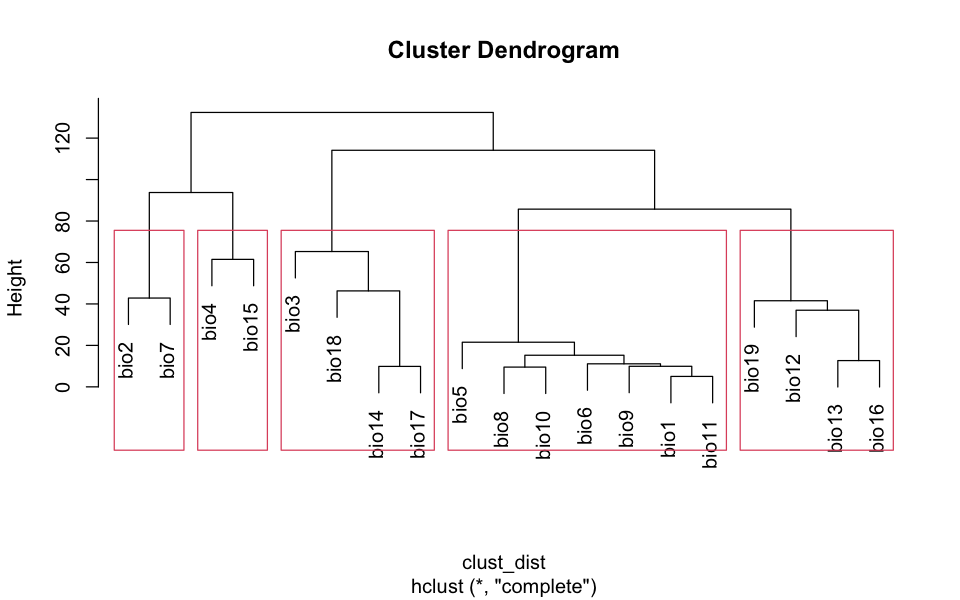 Cluster Dendrogram
Height
120
80
60
40
20
0
bio2
bio7
bio4
bio15
bio3
bio18
bio14
bio17
bio5
bio8
bio10
bio6
bio9
bio1
bio11
bio19
bio12
bio13
bio16
clust_dist
hclust (*, "complete")